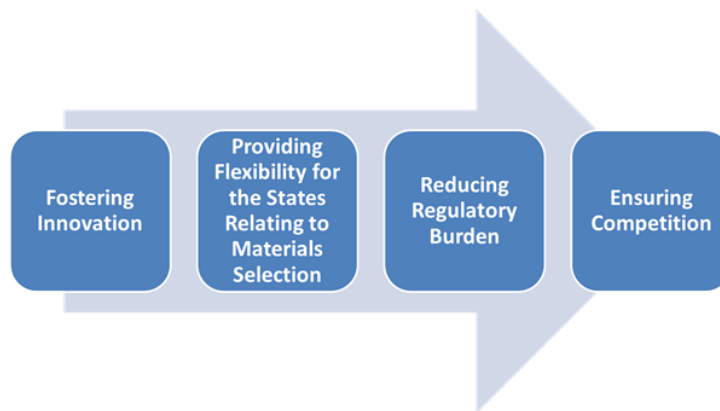 Fostering
Innovation
Providing
Flexibility for
the States
Relating to
Materials
Selection
Reducing
Regulatory
Burden
Ensuring
Competition